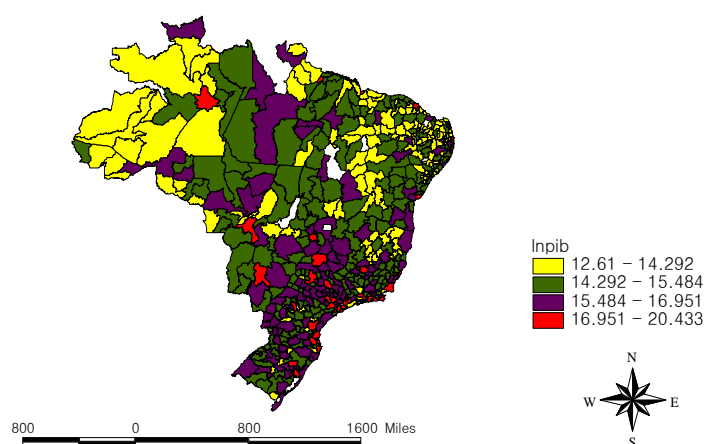 lnpib
12.61 - 14.292
14.292 - 15.484
15.484 - 16.951
16.951 - 20.433
N
W E
S
800 0 800 1600 Miles